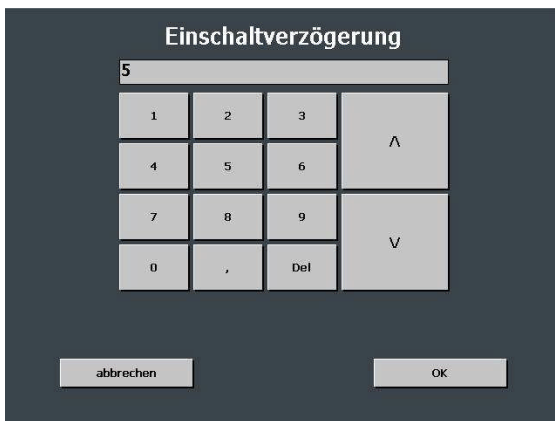 Einschaltverzögerung
5
1 2 3
Λ
4 5 6
7 8 9
V
0 , Del
abbrechen OK